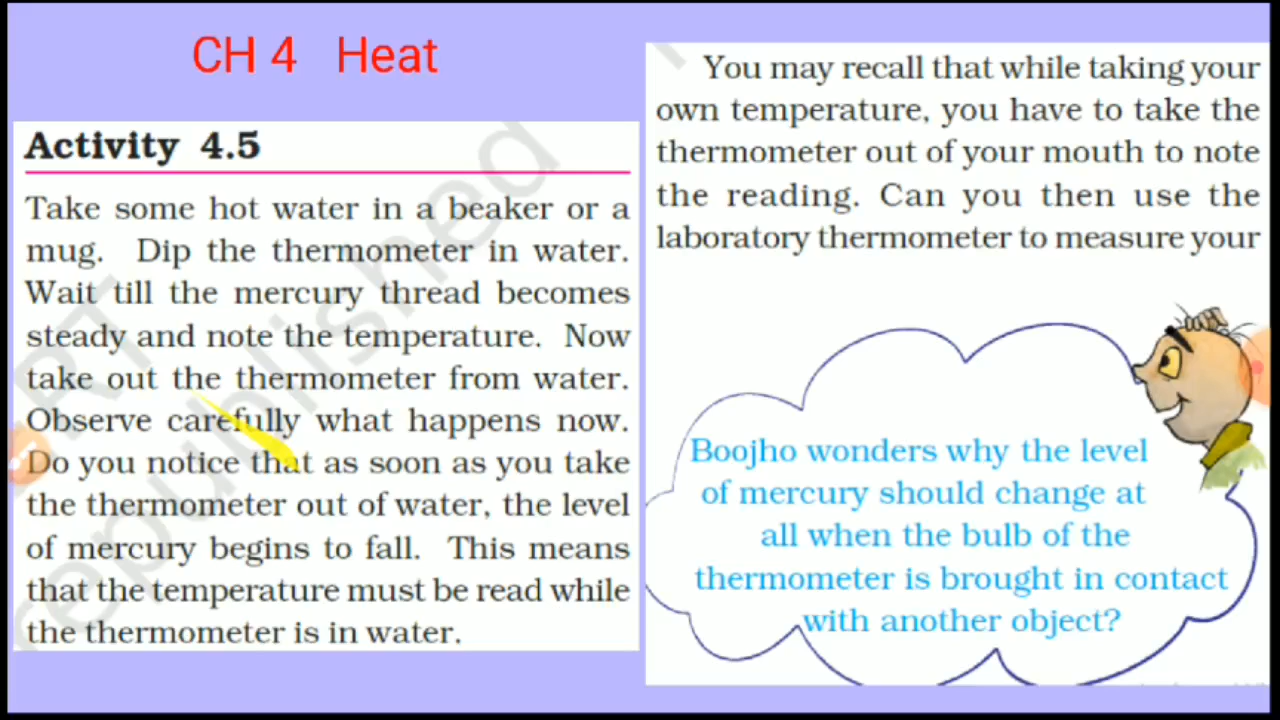 CH 4 Heat
Activity 4.5
Take some hot water in a beaker or a
mug. Dip the thermometer in water.
Wait till the mercury thread becomes
steady and note the temperature. Now
take out the thermometer from water.
Observe carefully what happens now.
Do you notice that as soon as you take
the thermometer out of water, the level
of mercury begins to fall. This means
that the temperature must be read while
the thermometer is in water.
You may recall that while taking your
own temperature, you have to take the
thermometer out of your mouth to note
the reading. Can you then use the
laboratory thermometer to measure your
Boojho wonders why the level
of mercury should change at
all when the bulb of the
thermometer is brought in contact
with another object?
republished